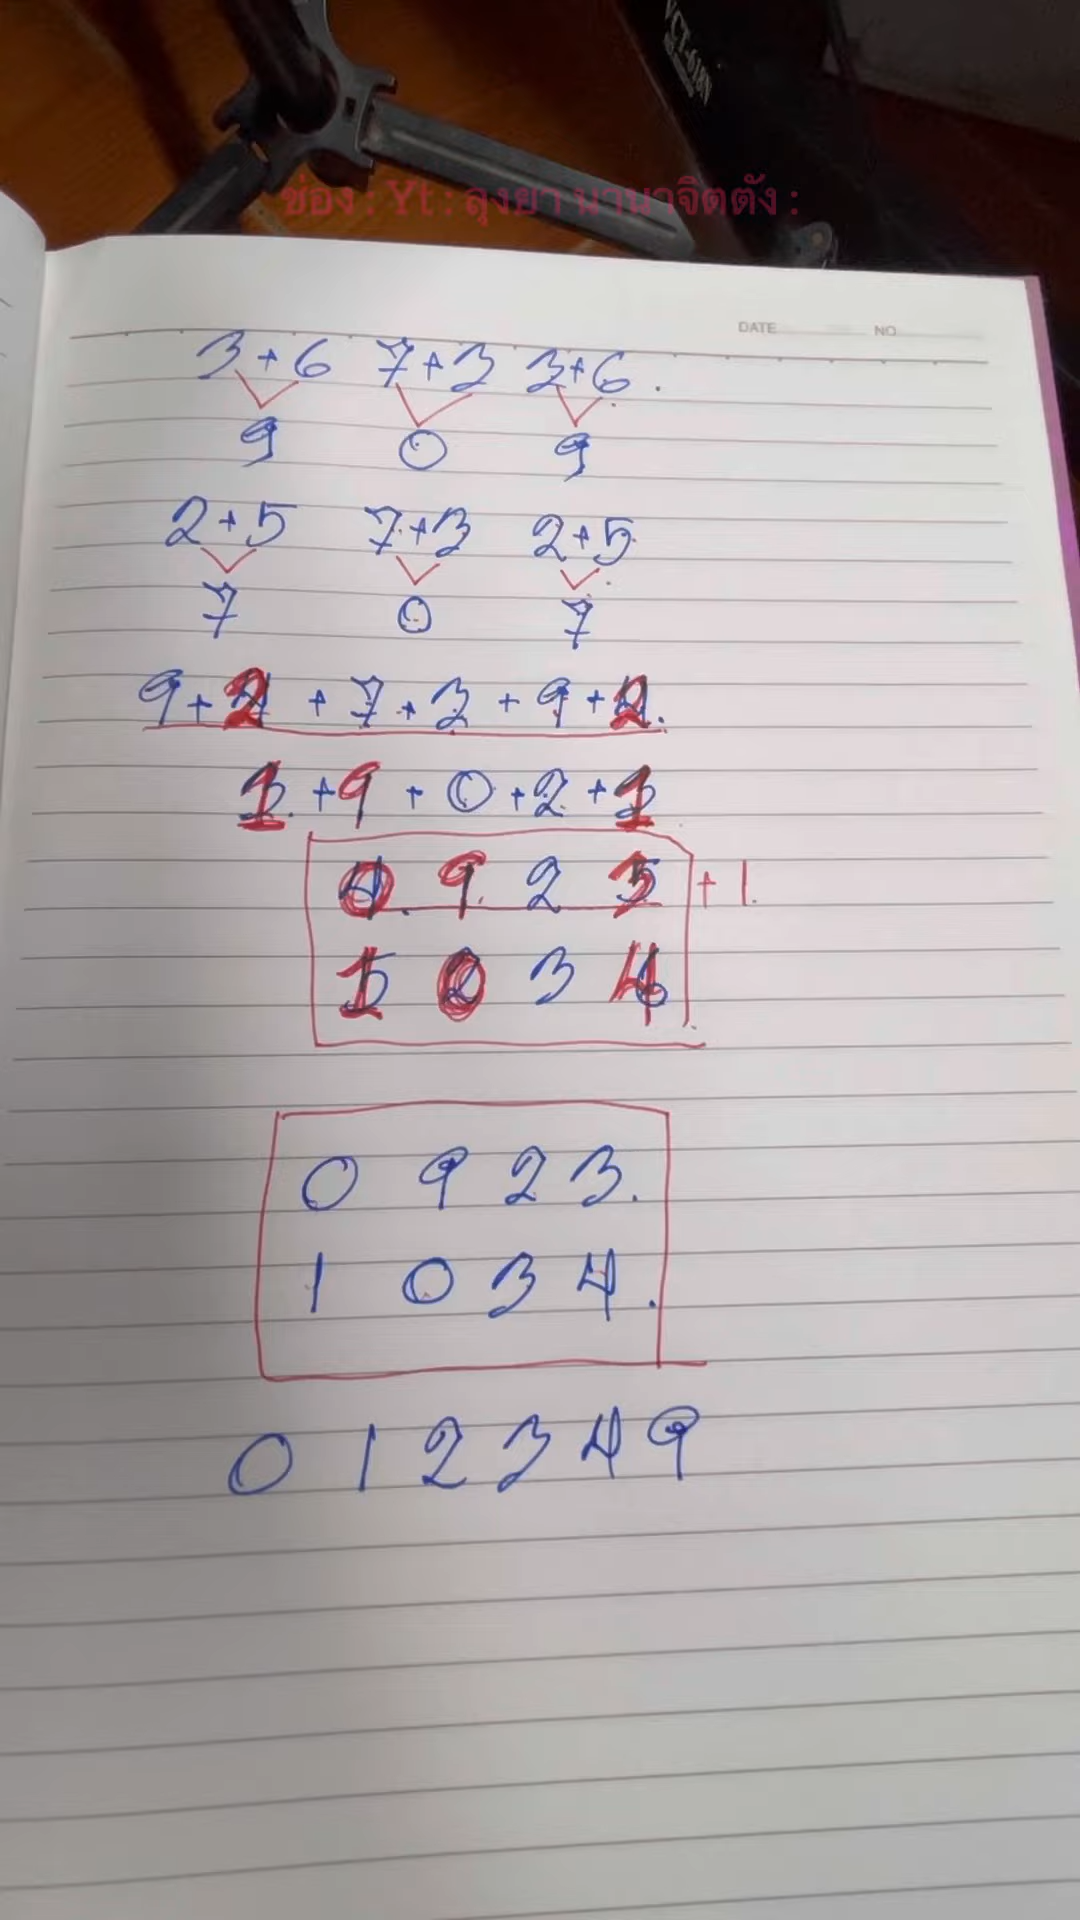 VCT-618N
ช่อง : Yt : ลุงยา นานาจิตตัง :
DATE NO
3+6 7+3 3+6 .
9 0 9
2+5 7+3 2+5
7 0 7
9+2 + 7+3 + 9+2.
1 + 9 + 0 + 2 + 1
0 9 2 3 + 1.
1 0 3 4
0 9 2 3.
1 0 3 4.
0 1 2 3 4 9